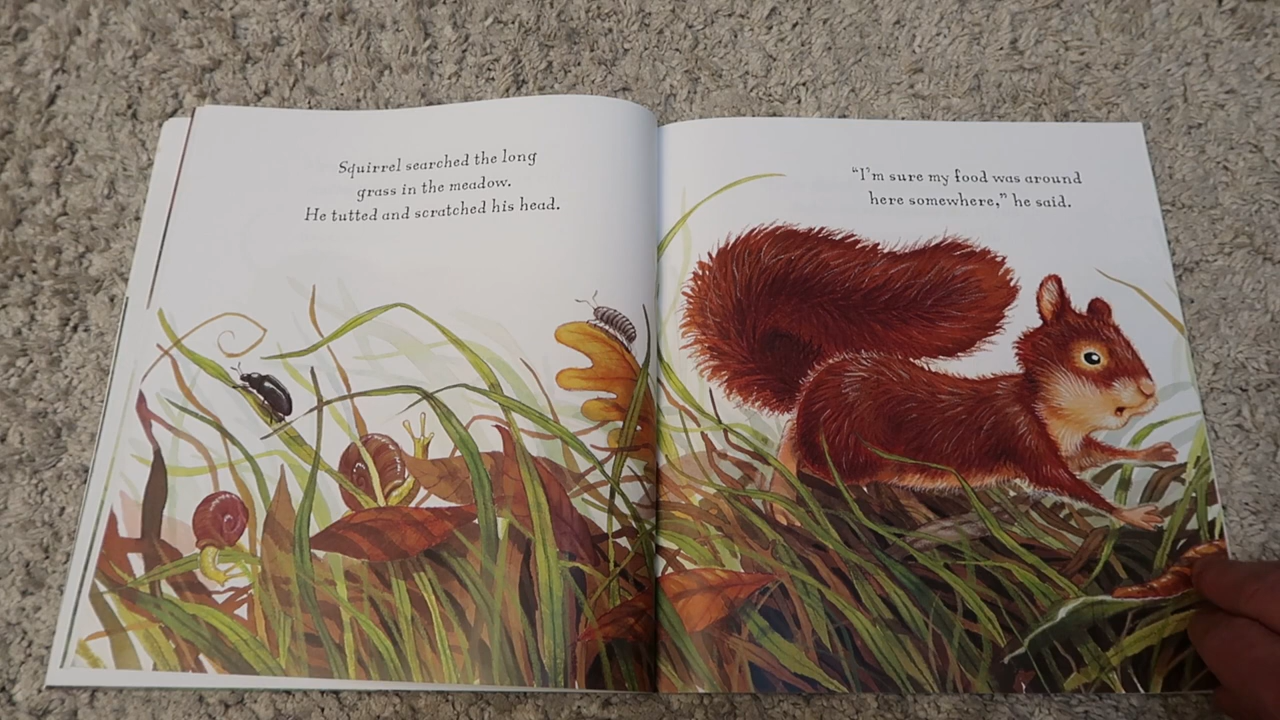 Squirrel searched the long
grass in the meadow.
He tutted and scratched his head.
“I’m sure my food was around
here somewhere,” he said.